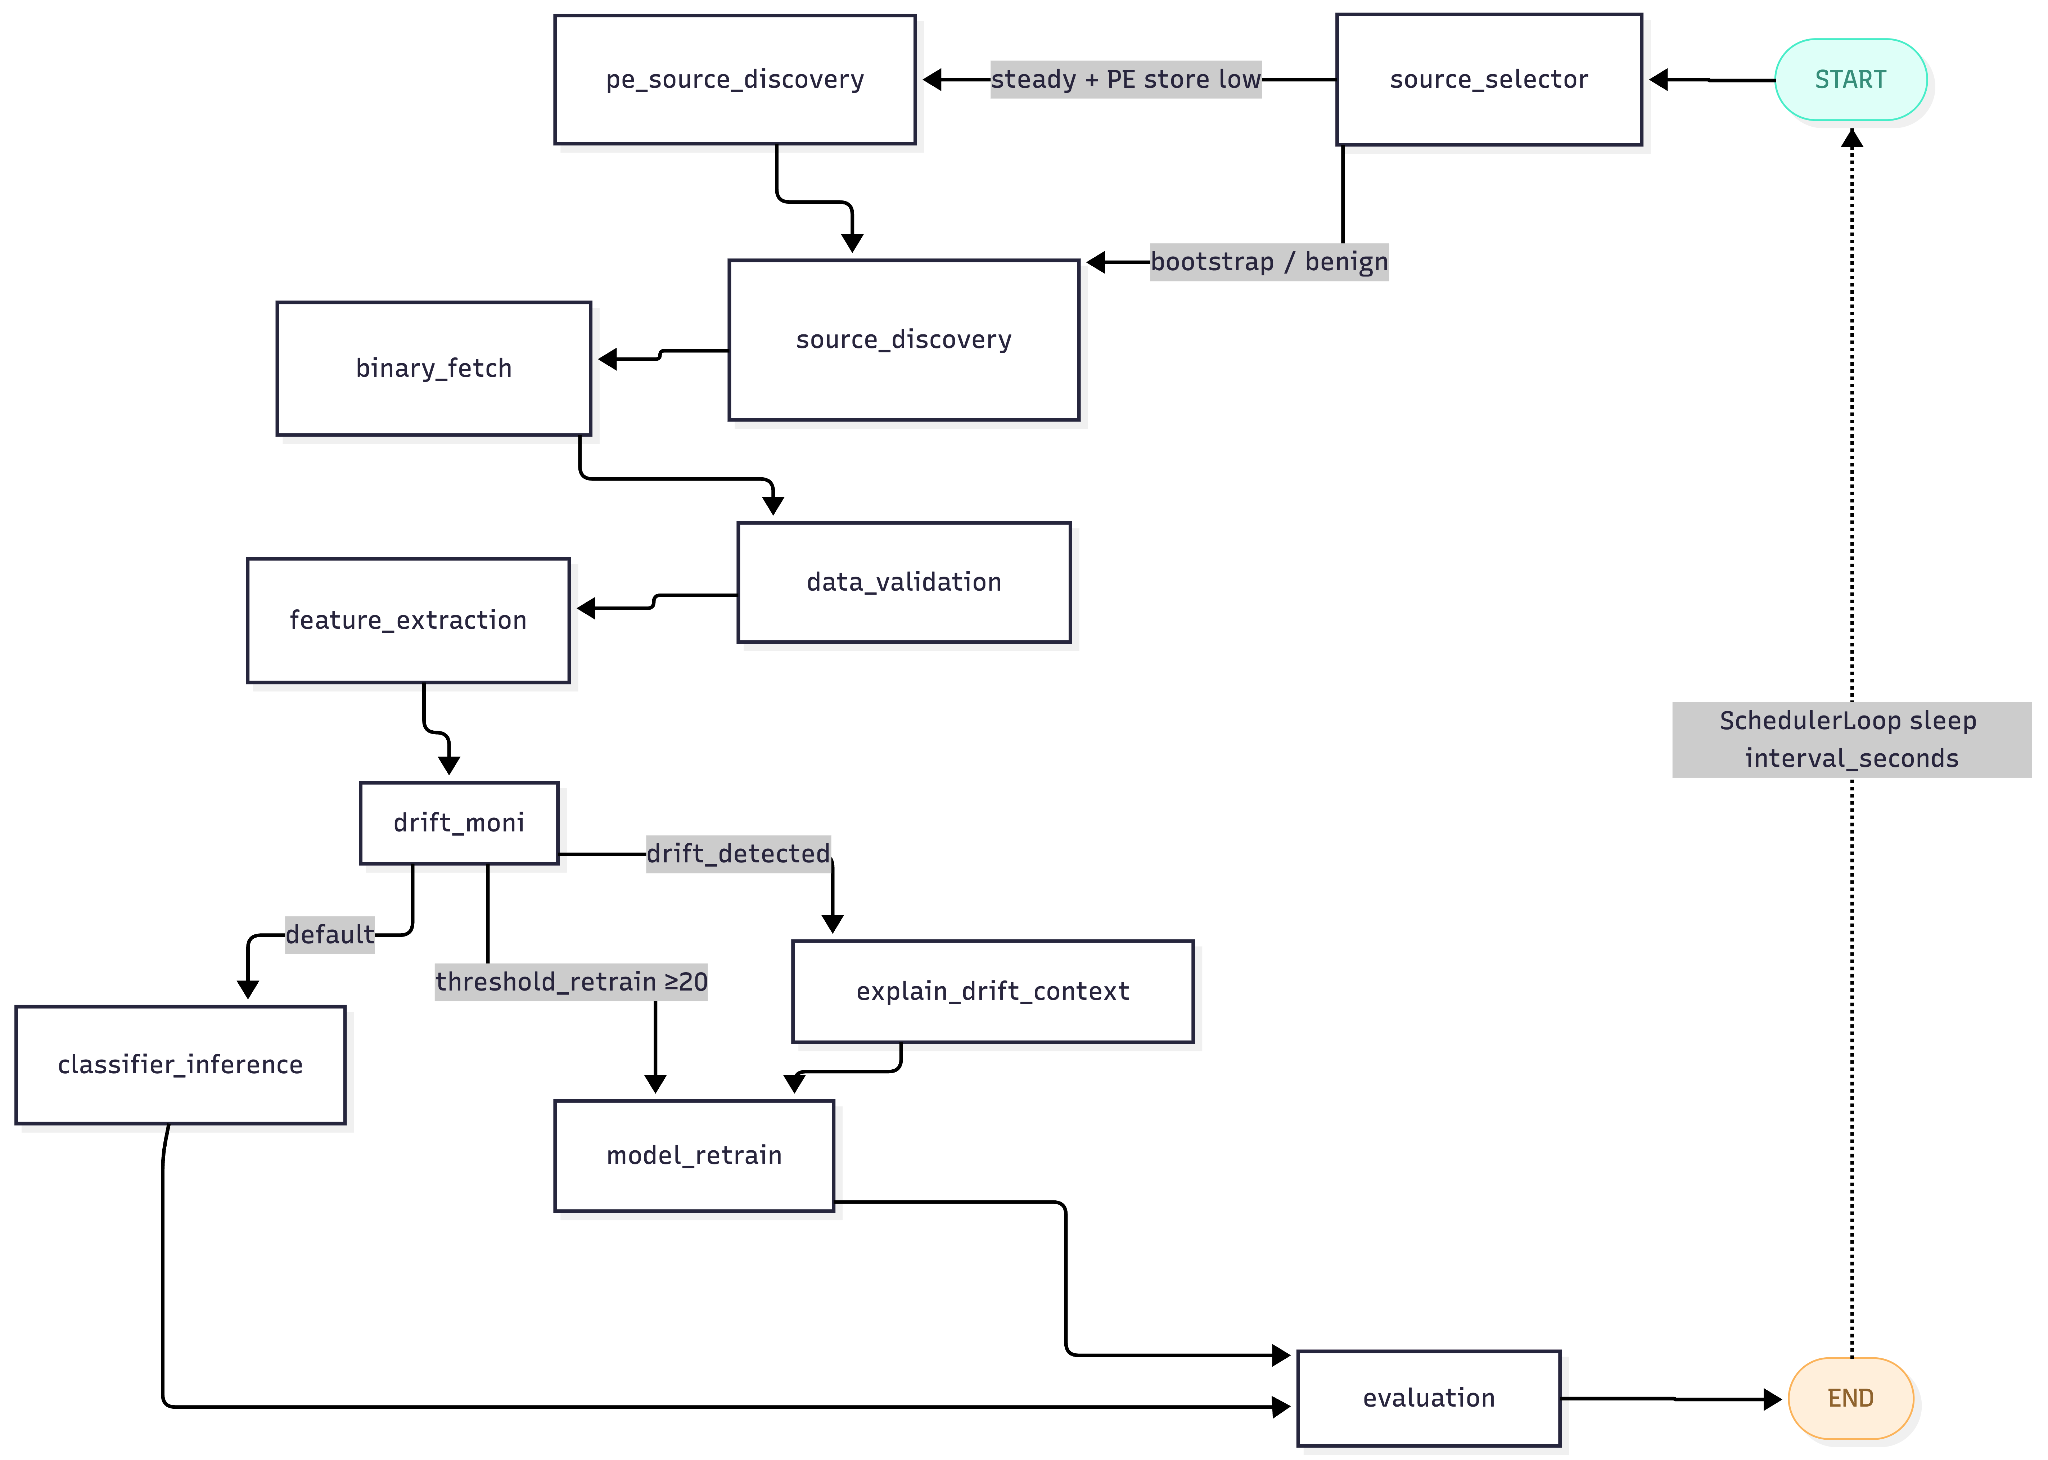 pe_source_discovery
steady + PE store low
source_selector
START
bootstrap / benign
source_discovery
binary_fetch
data_validation
feature_extraction
SchedulerLoop sleep
interval_seconds
drift_moni
drift_detected
default
threshold_retrain ≥20
explain_drift_context
classifier_inference
model_retrain
evaluation
END